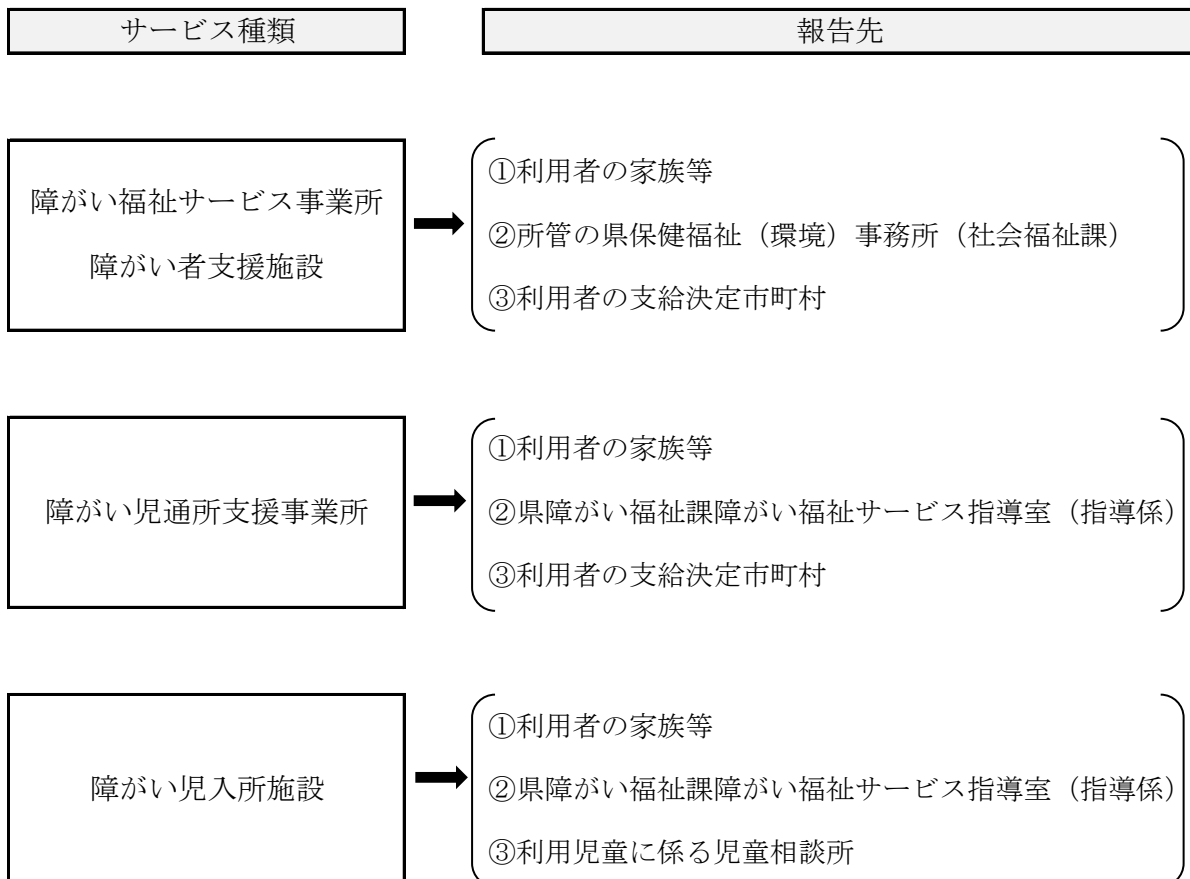 サービス種類
報告先
障がい福祉サービス事業所
障がい者支援施設
①利用者の家族等
②所管の県保健福祉（環境）事務所（社会福祉課）
③利用者の支給決定市町村
障がい児通所支援事業所
①利用者の家族等
②県障がい福祉課障がい福祉サービス指導室（指導係）
③利用者の支給決定市町村
障がい児入所施設
①利用者の家族等
②県障がい福祉課障がい福祉サービス指導室（指導係）
③利用児童に係る児童相談所